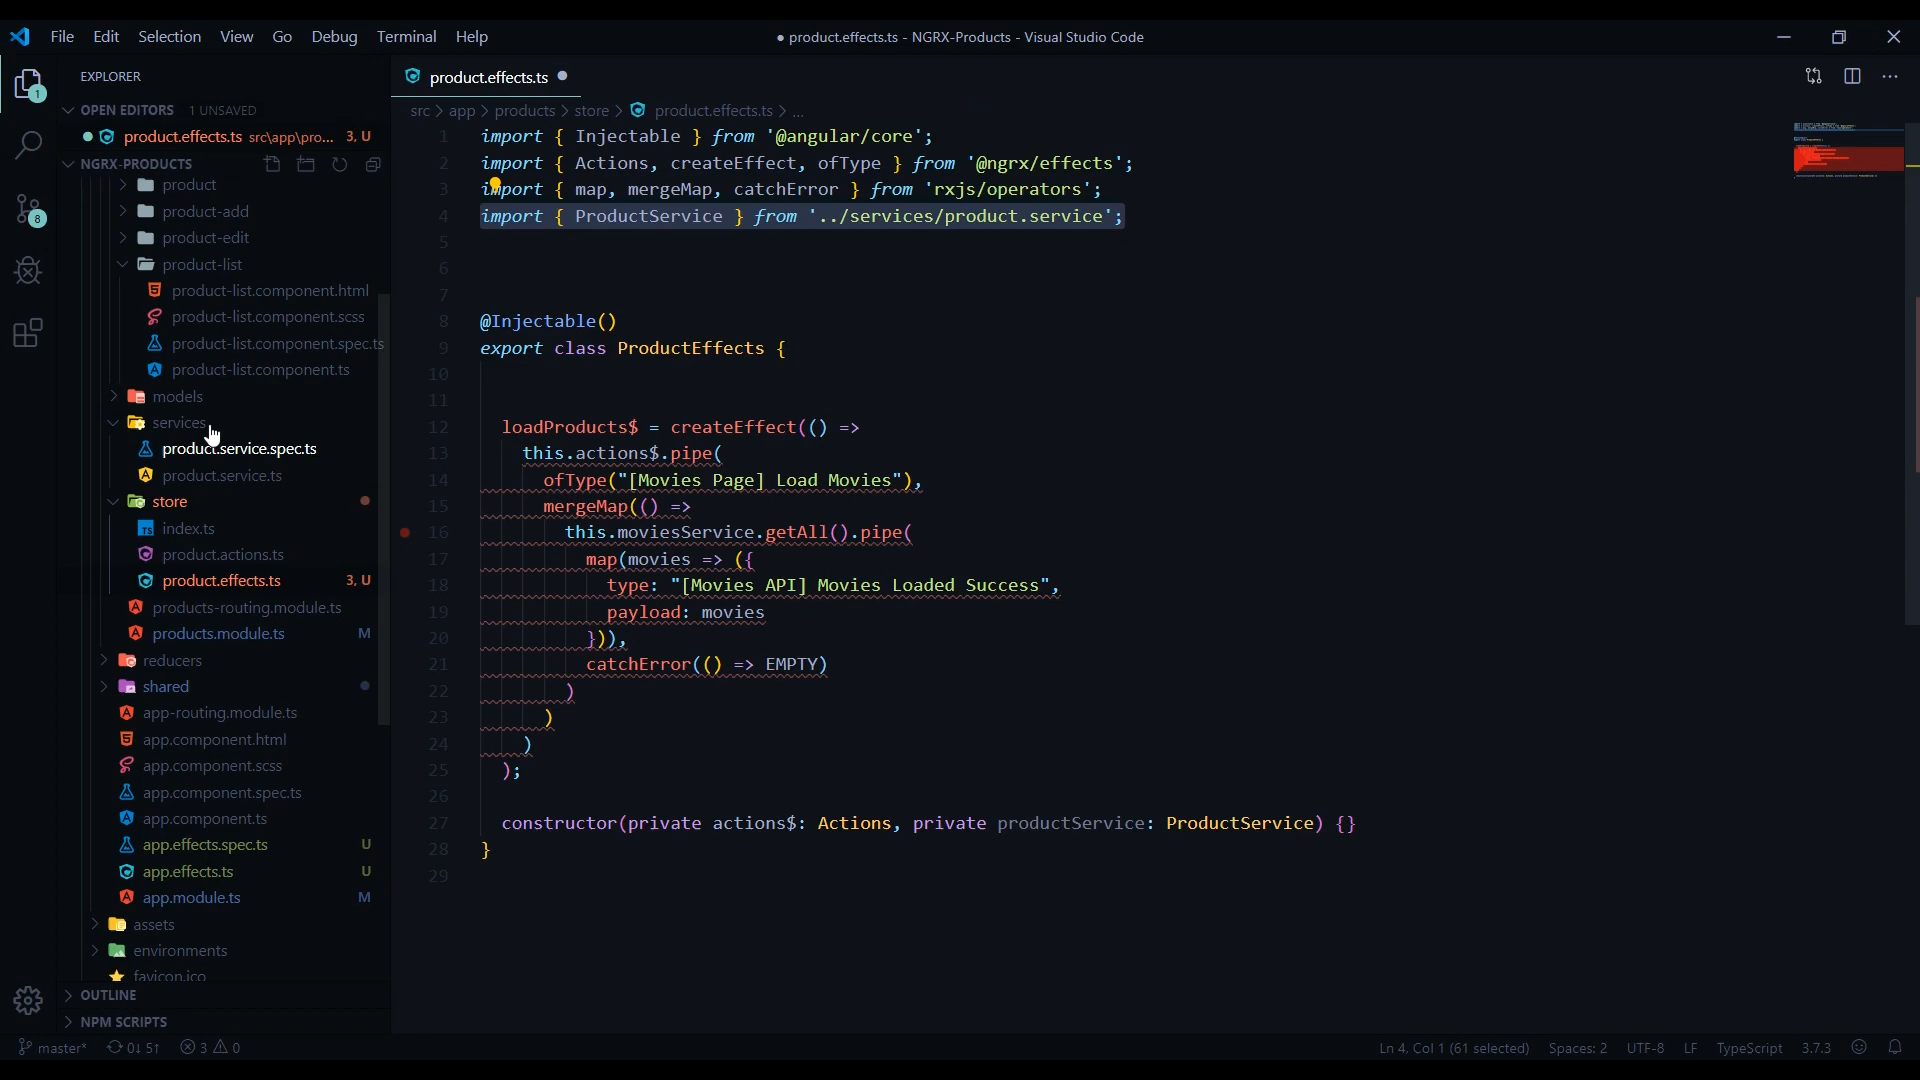 File Edit Selection View Go Debug Terminal Help
● product.effects.ts - NGRX-Products - Visual Studio Code
EXPLORER
OPEN EDITORS 1 UNSAVED
product.effects.ts src\app\pro... 3, U
NGRX-PRODUCTS
product
product-add
product-edit
product-list
product-list.component.html
product-list.component.scss
product-list.component.spec.ts
product-list.component.ts
models
services
product.service.spec.ts
product.service.ts
store
index.ts
product.actions.ts
product.effects.ts 3, U
products-routing.module.ts
products.module.ts M
reducers
shared
app-routing.module.ts
app.component.html
app.component.scss
app.component.spec.ts
app.component.ts
app.effects.spec.ts U
app.effects.ts U
app.module.ts M
assets
environments
favicon.ico
OUTLINE
NPM SCRIPTS
1
8
product.effects.ts
src > app > products > store > product.effects.ts > ...
1 import { Injectable } from '@angular/core';
2 import { Actions, createEffect, ofType } from '@ngrx/effects';
3 import { map, mergeMap, catchError } from 'rxjs/operators';
4 import { ProductService } from '../services/product.service';
5
6
7
8 @Injectable()
9 export class ProductEffects {
10
11
12 loadProducts$ = createEffect(() =>
13 this.actions$.pipe(
14 ofType("[Movies Page] Load Movies"),
15 mergeMap(() =>
16 this.moviesService.getAll().pipe(
17 map(movies => ({
18 type: "[Movies API] Movies Loaded Success",
19 payload: movies
20 })),
21 catchError(() => EMPTY)
22 )
23 )
24 )
25 );
26
27 constructor(private actions$: Actions, private productService: ProductService) {}
28 }
29
master* 0↓ 5↑ 3 0
Ln 4, Col 1 (61 selected) Spaces: 2 UTF-8 LF TypeScript 3.7.3